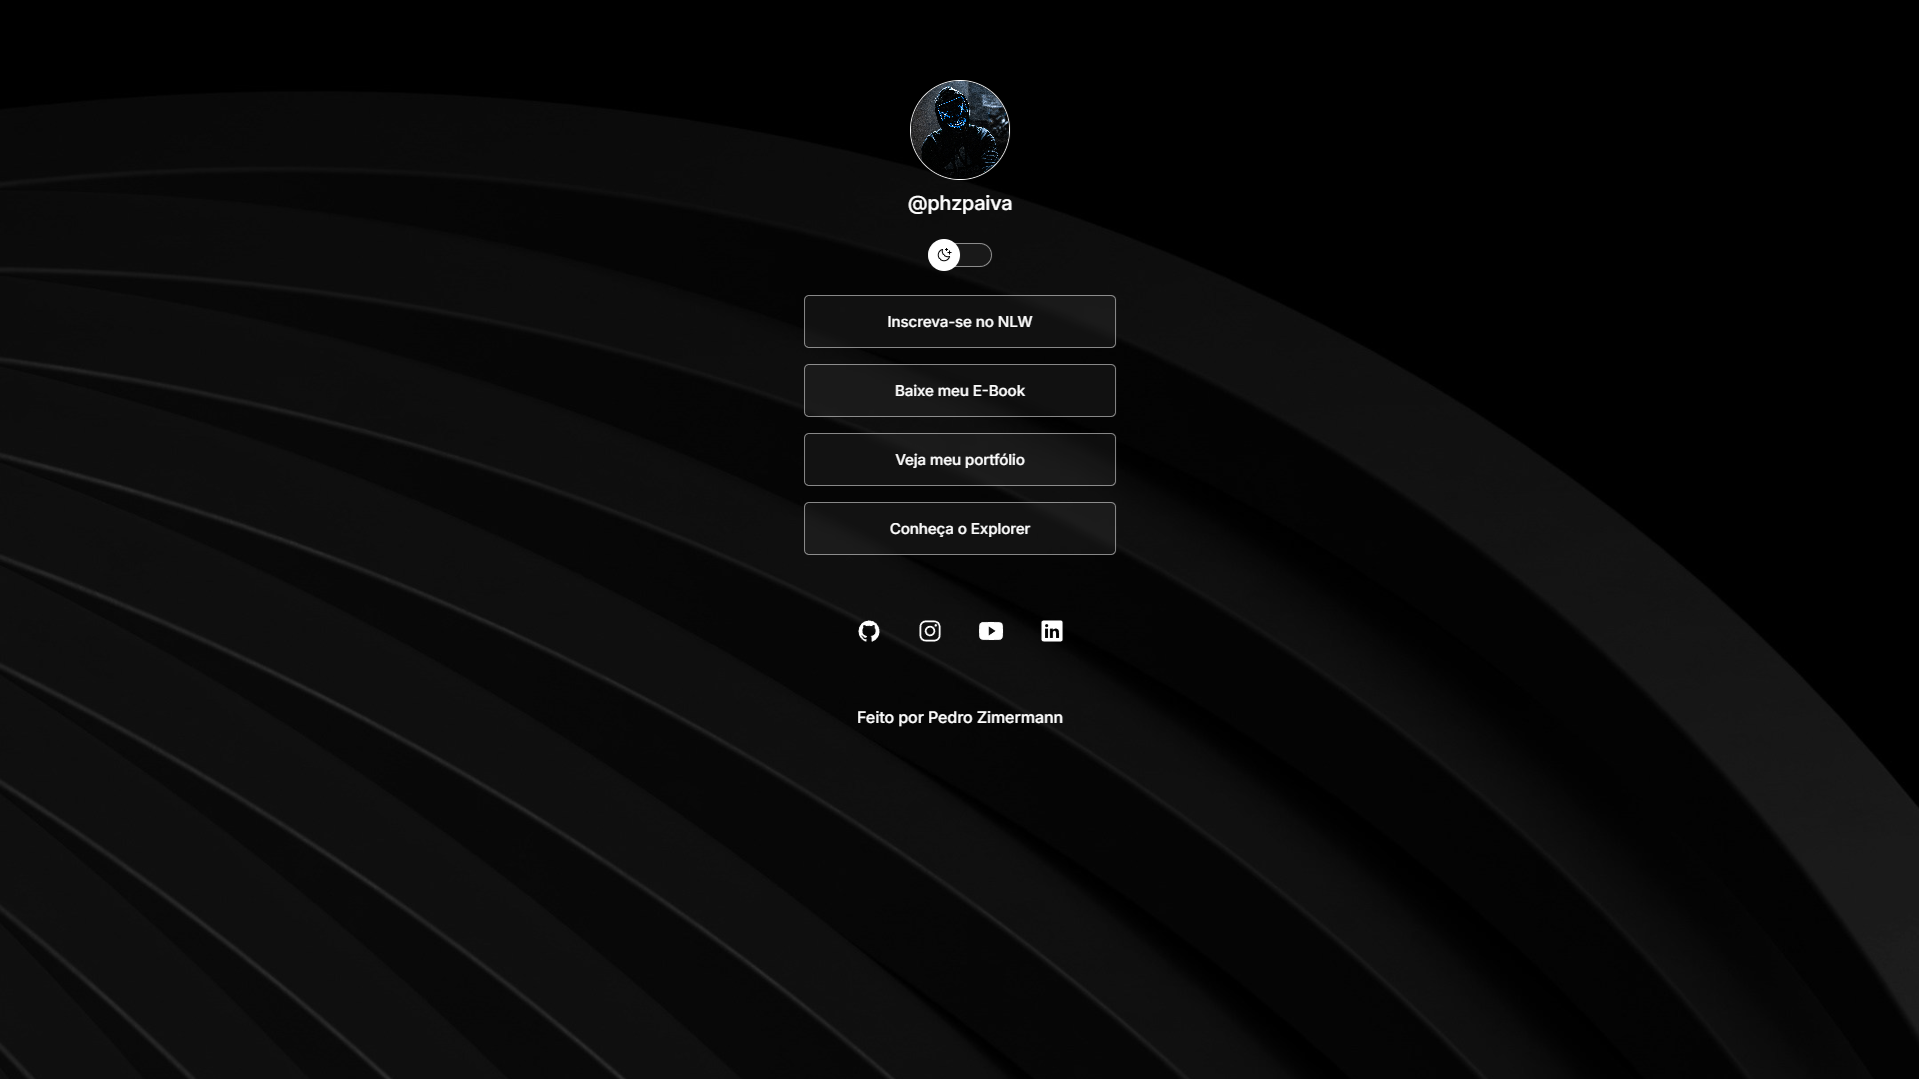 @phzpaiva
Inscreva-se no NLW
Baixe meu E-Book
Veja meu portfólio
Conheça o Explorer
Feito por Pedro Zimermann